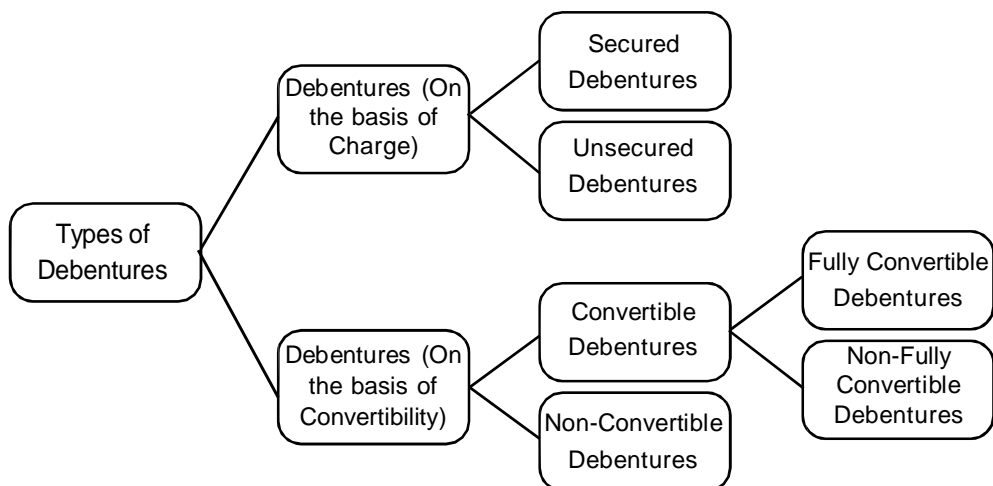 Types of
Debentures
Debentures (On
the basis of
Charge)
Secured
Debentures
Unsecured
Debentures
Debentures (On
the basis of
Convertibility)
Convertible
Debentures
Fully Convertible
Debentures
Non-Fully
Convertible
Debentures
Non-Convertible
Debentures